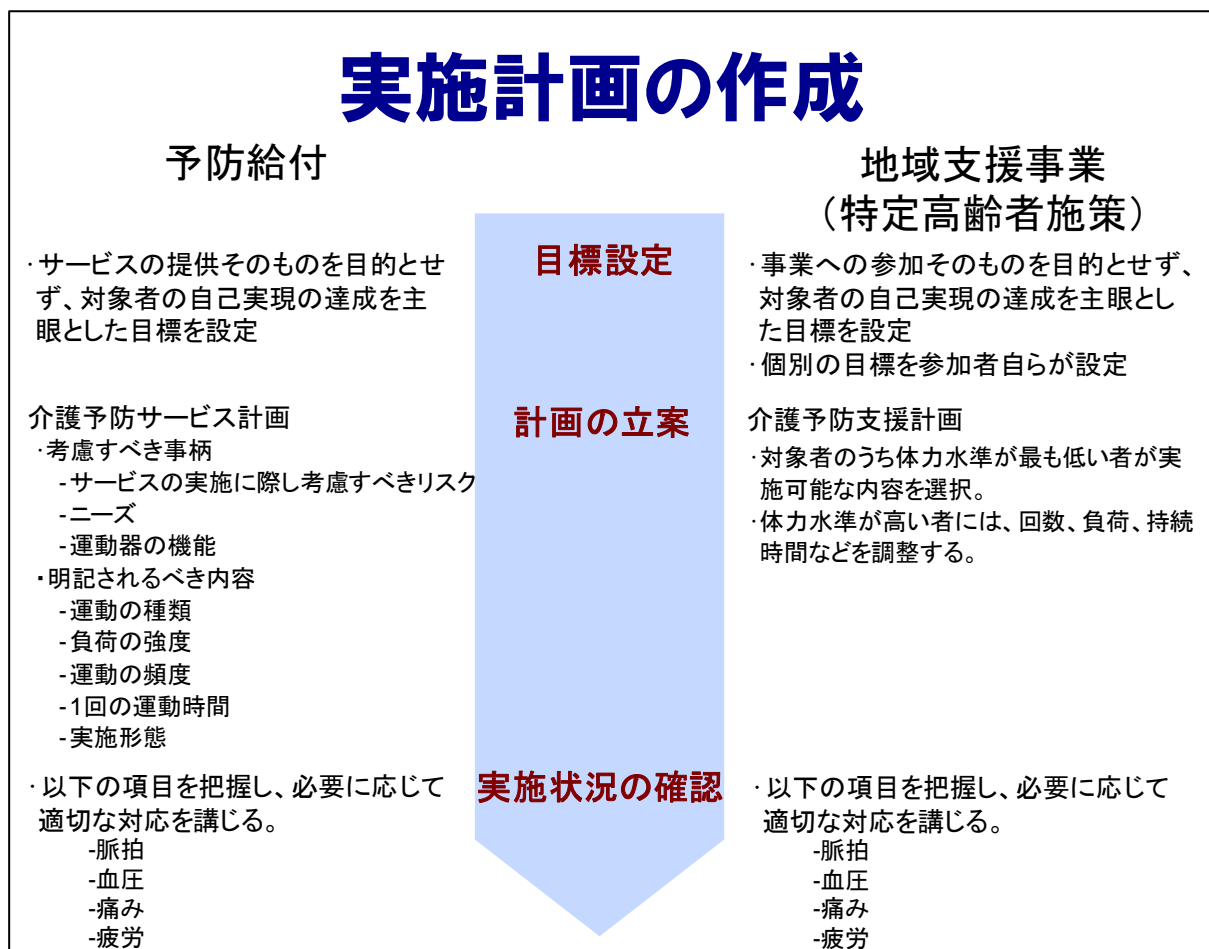 実施計画の作成
予防給付
地域支援事業
（特定高齢者施策）
目標設定
・サービスの提供そのものを目的とせ
ず、対象者の自己実現の達成を主
眼とした目標を設定
・事業への参加そのものを目的とせず、
対象者の自己実現の達成を主眼とし
た目標を設定
・個別の目標を参加者自らが設定
計画の立案
介護予防サービス計画
・考慮すべき事柄
-サービスの実施に際し考慮すべきリスク
-ニーズ
-運動器の機能
・明記されるべき内容
-運動の種類
-負荷の強度
-運動の頻度
-1回の運動時間
-実施形態
介護予防支援計画
・対象者のうち体力水準が最も低い者が実
施可能な内容を選択。
・体力水準が高い者には、回数、負荷、持続
時間などを調整する。
実施状況の確認
・以下の項目を把握し、必要に応じて
適切な対応を講じる。
-脈拍
-血圧
-痛み
-疲労
・以下の項目を把握し、必要に応じて
適切な対応を講じる。
-脈拍
-血圧
-痛み
-疲労